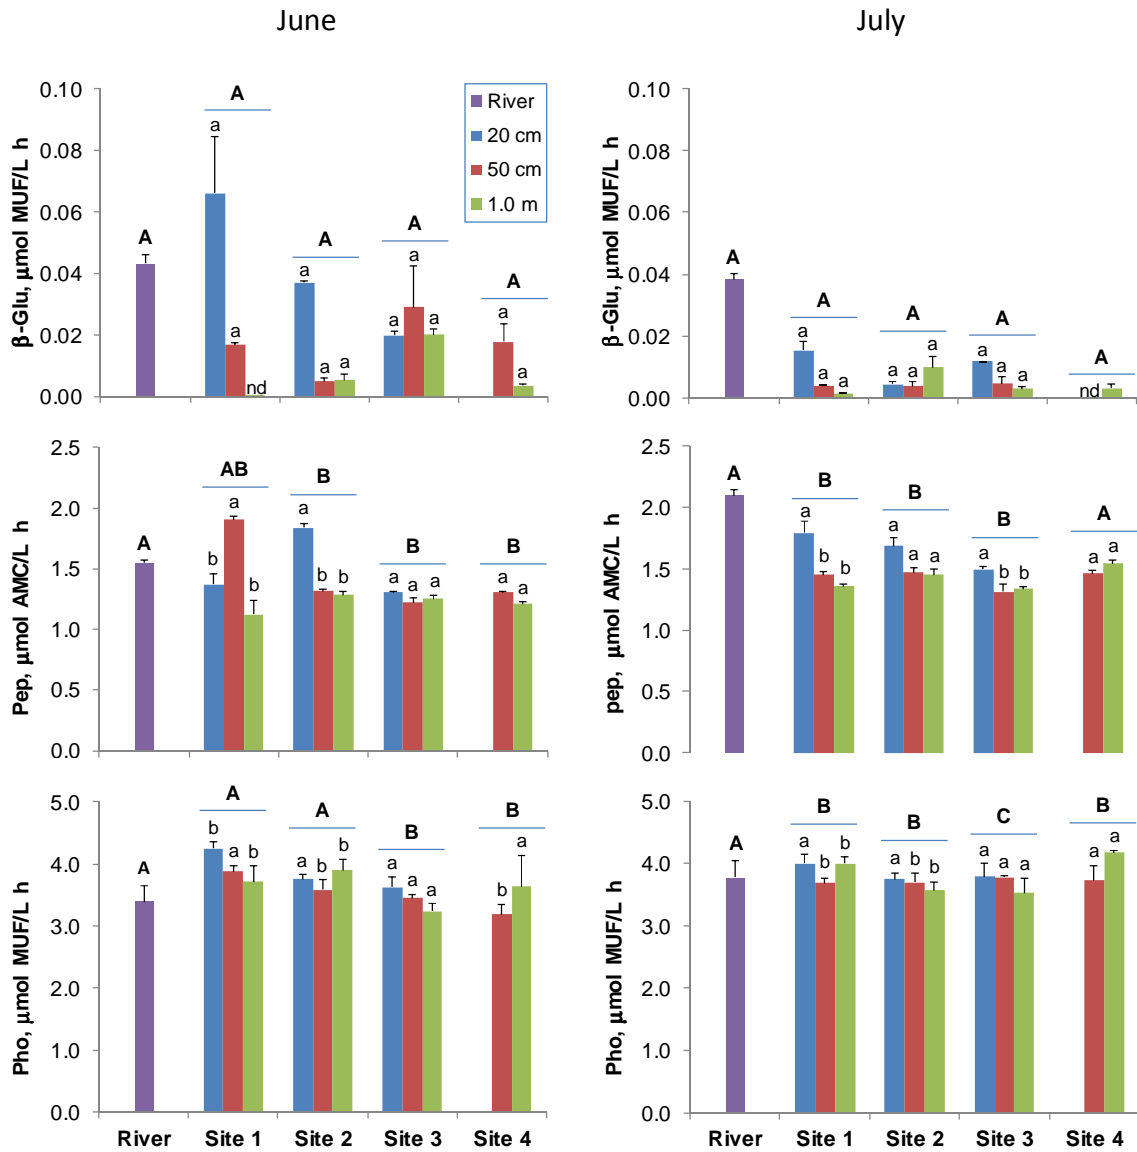 June
July
β-Glu, μmol MUF/L h
0.10
0.08
0.06
0.04
0.02
0.00
A
A
a
a
nd
A
a
a
a
A
a
a
a
A
a
a
River
20 cm
50 cm
1.0 m
β-Glu, μmol MUF/L h
0.10
0.08
0.06
0.04
0.02
0.00
A
A
a
a
a
A
a
a
a
A
a
a
a
A
nd
a
Pep, μmol AMC/L h
2.5
2.0
1.5
1.0
0.5
0.0
A
AB
b
a
b
B
a
b
b
B
a
a
a
B
a
a
pep, μmol AMC/L h
2.5
2.0
1.5
1.0
0.5
0.0
A
B
a
b
b
B
a
a
a
B
a
b
b
A
a
a
Pho, μmol MUF/L h
5.0
4.0
3.0
2.0
1.0
0.0
A
A
b
a
b
A
a
b
b
B
a
a
a
B
b
a
River Site 1 Site 2 Site 3 Site 4
Pho, μmol MUF/L h
5.0
4.0
3.0
2.0
1.0
0.0
A
B
a
b
b
B
a
b
b
C
a
a
a
B
a
a
River Site 1 Site 2 Site 3 Site 4